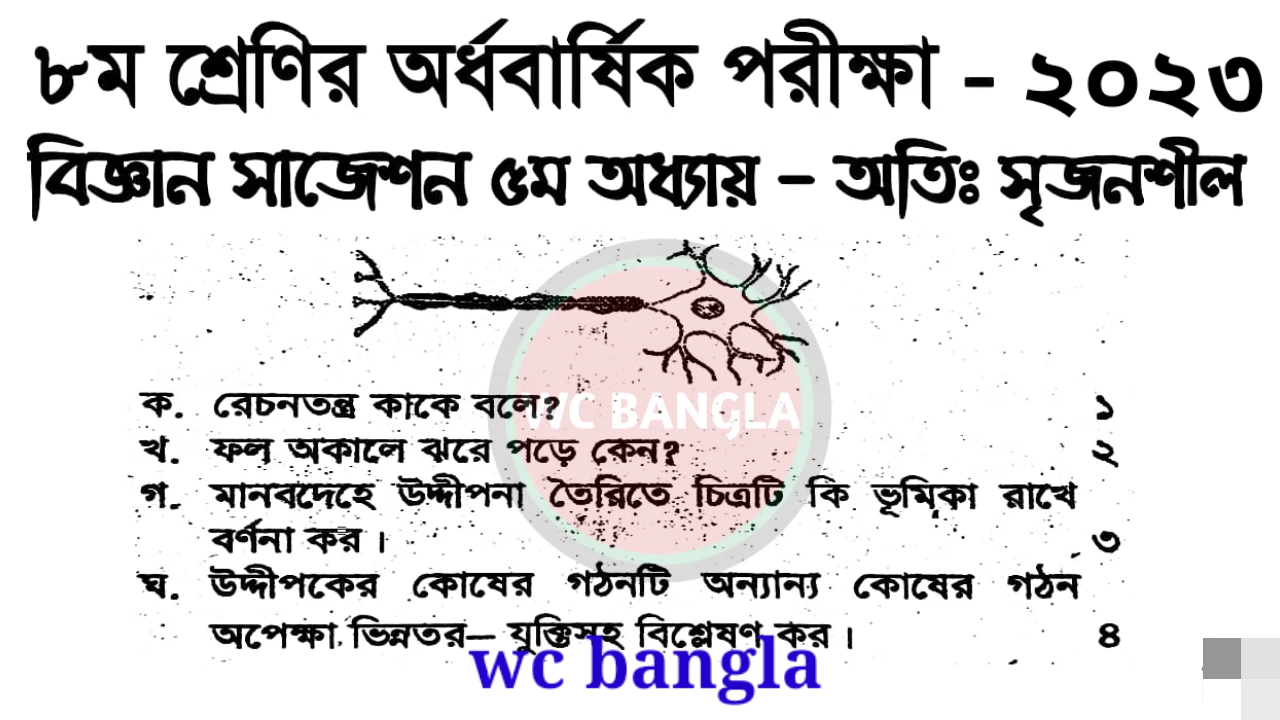 ৮ম শ্রেণির অর্ধবার্ষিক পরীক্ষা - ২০২৩
বিজ্ঞান সাজেশন ৫ম অধ্যায় – অতিঃ সৃজনশীল
WC BANGLA
ক. রেচনতন্ত্র কাকে বলে? ১
খ. ফল অকালে ঝরে পড়ে কেন? ২
গ. মানবদেহে উদ্দীপনা তৈরিতে চিত্রটি কি ভূমিকা রাখে
বর্ণনা কর। ৩
ঘ. উদ্দীপকের কোষের গঠনটি অন্যান্য কোষের গঠন
অপেক্ষা ভিন্নতর– যুক্তিসহ বিশ্লেষণ কর। ৪
wc bangla